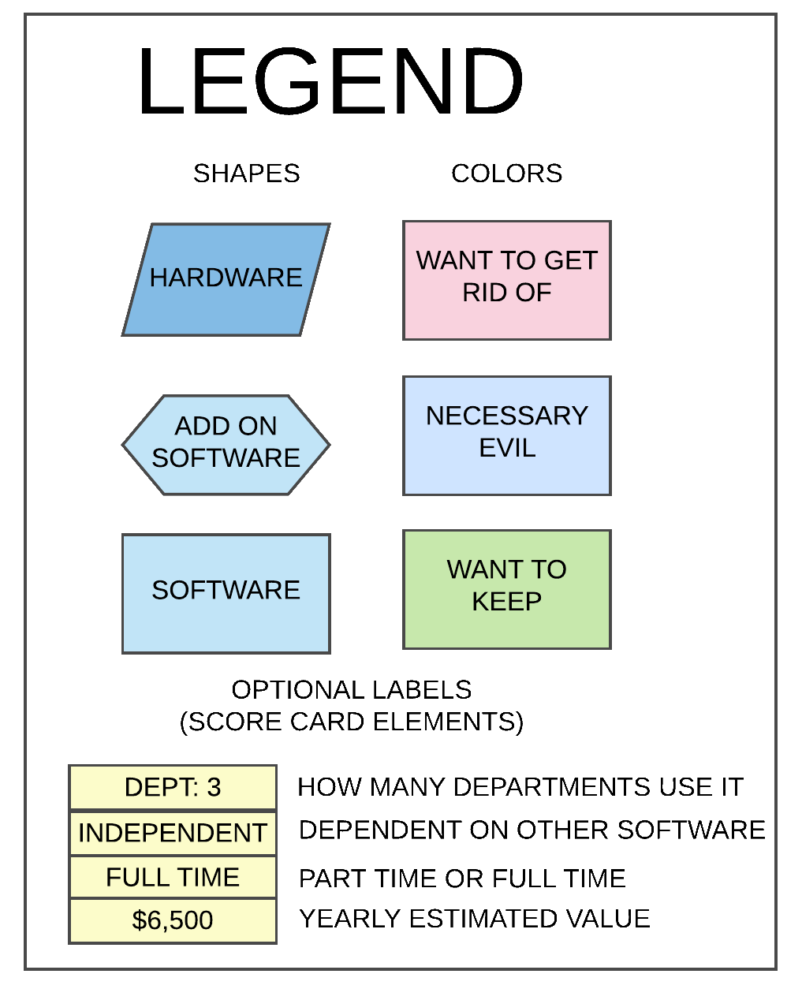 LEGEND
SHAPES
COLORS
HARDWARE
WANT TO GET
RID OF
ADD ON
SOFTWARE
NECESSARY
EVIL
SOFTWARE
WANT TO
KEEP
OPTIONAL LABELS
(SCORE CARD ELEMENTS)
DEPT: 3
HOW MANY DEPARTMENTS USE IT
INDEPENDENT
DEPENDENT ON OTHER SOFTWARE
FULL TIME
PART TIME OR FULL TIME
$6,500
YEARLY ESTIMATED VALUE